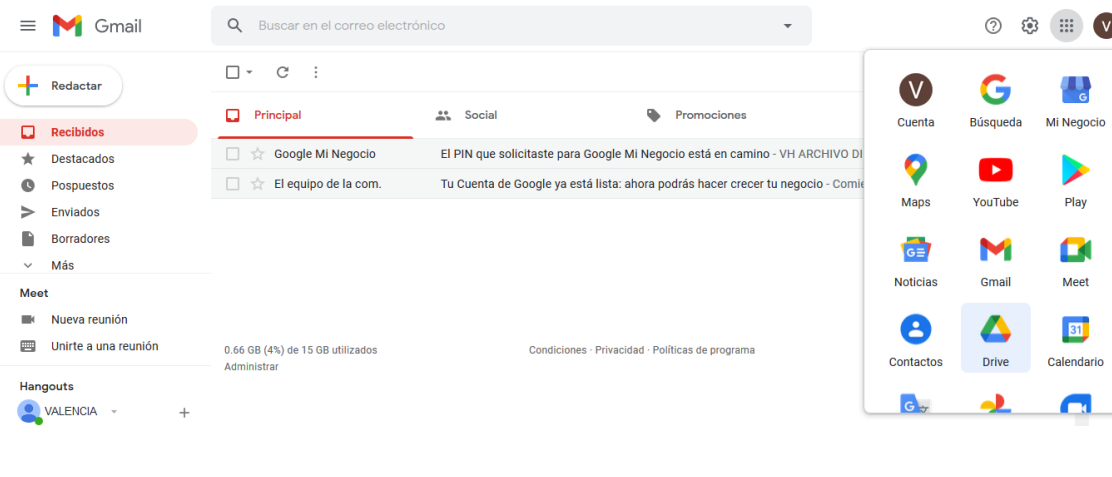 Gmail
Buscar en el correo electrónico
V
Redactar
Recibidos
Destacados
Pospuestos
Enviados
Borradores
Más
Meet
Nueva reunión
Unirte a una reunión
Hangouts
VALENCIA
Principal
Social
Promociones
Google Mi Negocio El PIN que solicitaste para Google Mi Negocio está en camino - VH ARCHIVO DI
El equipo de la com. Tu Cuenta de Google ya está lista: ahora podrás hacer crecer tu negocio - Comie
0.66 GB (4%) de 15 GB utilizados
Administrar
Condiciones · Privacidad · Políticas de programa
V
Cuenta
Búsqueda
Mi Negocio
Maps
YouTube
Play
Noticias
Gmail
Meet
Contactos
Drive
31
Calendario